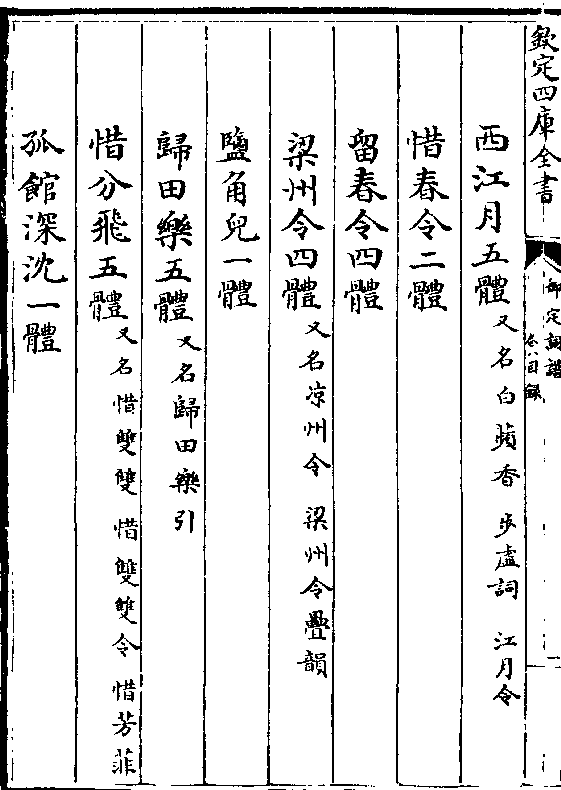 欽定四庫全書
御定詞譜
卷八目録
西江月五體又名白蘋香 步虛詞 江月令
惜春令二體
留春令四體
梁州令四體又名凉州令 梁州令疊韻
鹽角兒一體
歸田樂五體又名歸田樂引
惜分飛五體又名惜雙雙 惜雙雙令 惜芳菲
孤館深沈一體